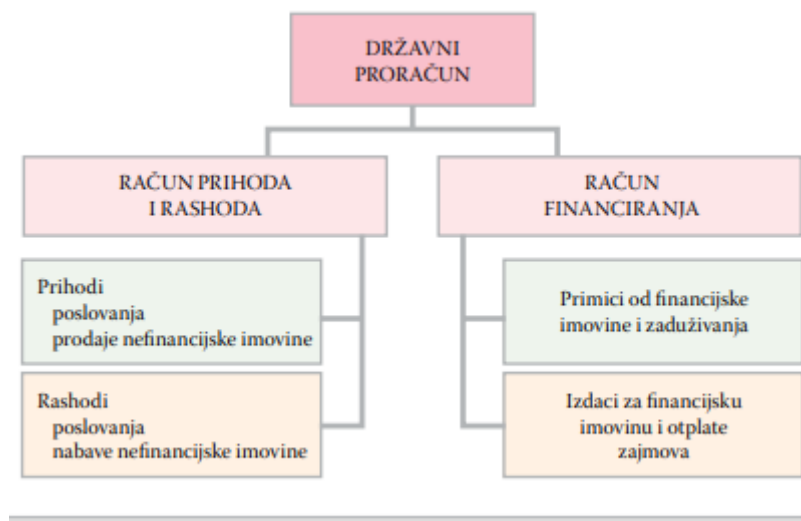 DRŽAVNI
PRORAČUN
RAČUN PRIHODA
I RASHODA
RAČUN
FINANCIRANJA
Prihodi
poslovanja
prodaje nefinancijske imovine
Primici od financijske
imovine i zaduživanja
Rashodi
poslovanja
nabave nefinancijske imovine
Izdaci za financijsku
imovinu i otplate
zajmova